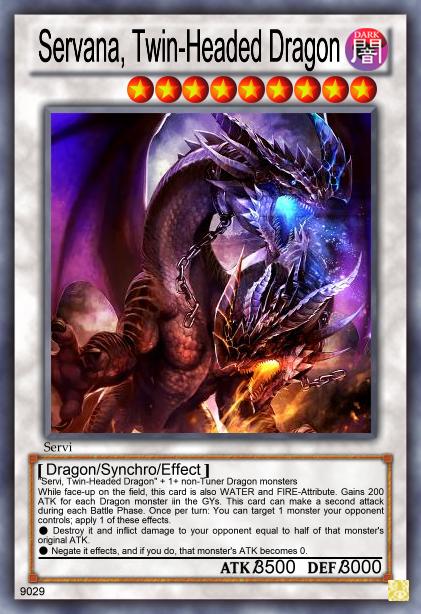 Servana, Twin-Headed Dragon
DARK
闇
Servi
[ Dragon/Synchro/Effect ]
"Servi, Twin-Headed Dragon" + 1+ non-Tuner Dragon monsters
While face-up on the field, this card is also WATER and FIRE-Attribute. Gains 200
ATK for each Dragon monster iin the GYs. This card can make a second attack
during each Battle Phase. Once per turn: You can target 1 monster your opponent
controls; apply 1 of these effects.
● Destroy it and inflict damage to your opponent equal to half of that monster's
original ATK.
● Negate it effects, and if you do, that monster's ATK becomes 0.
ATK/3500 DEF/3000
9029